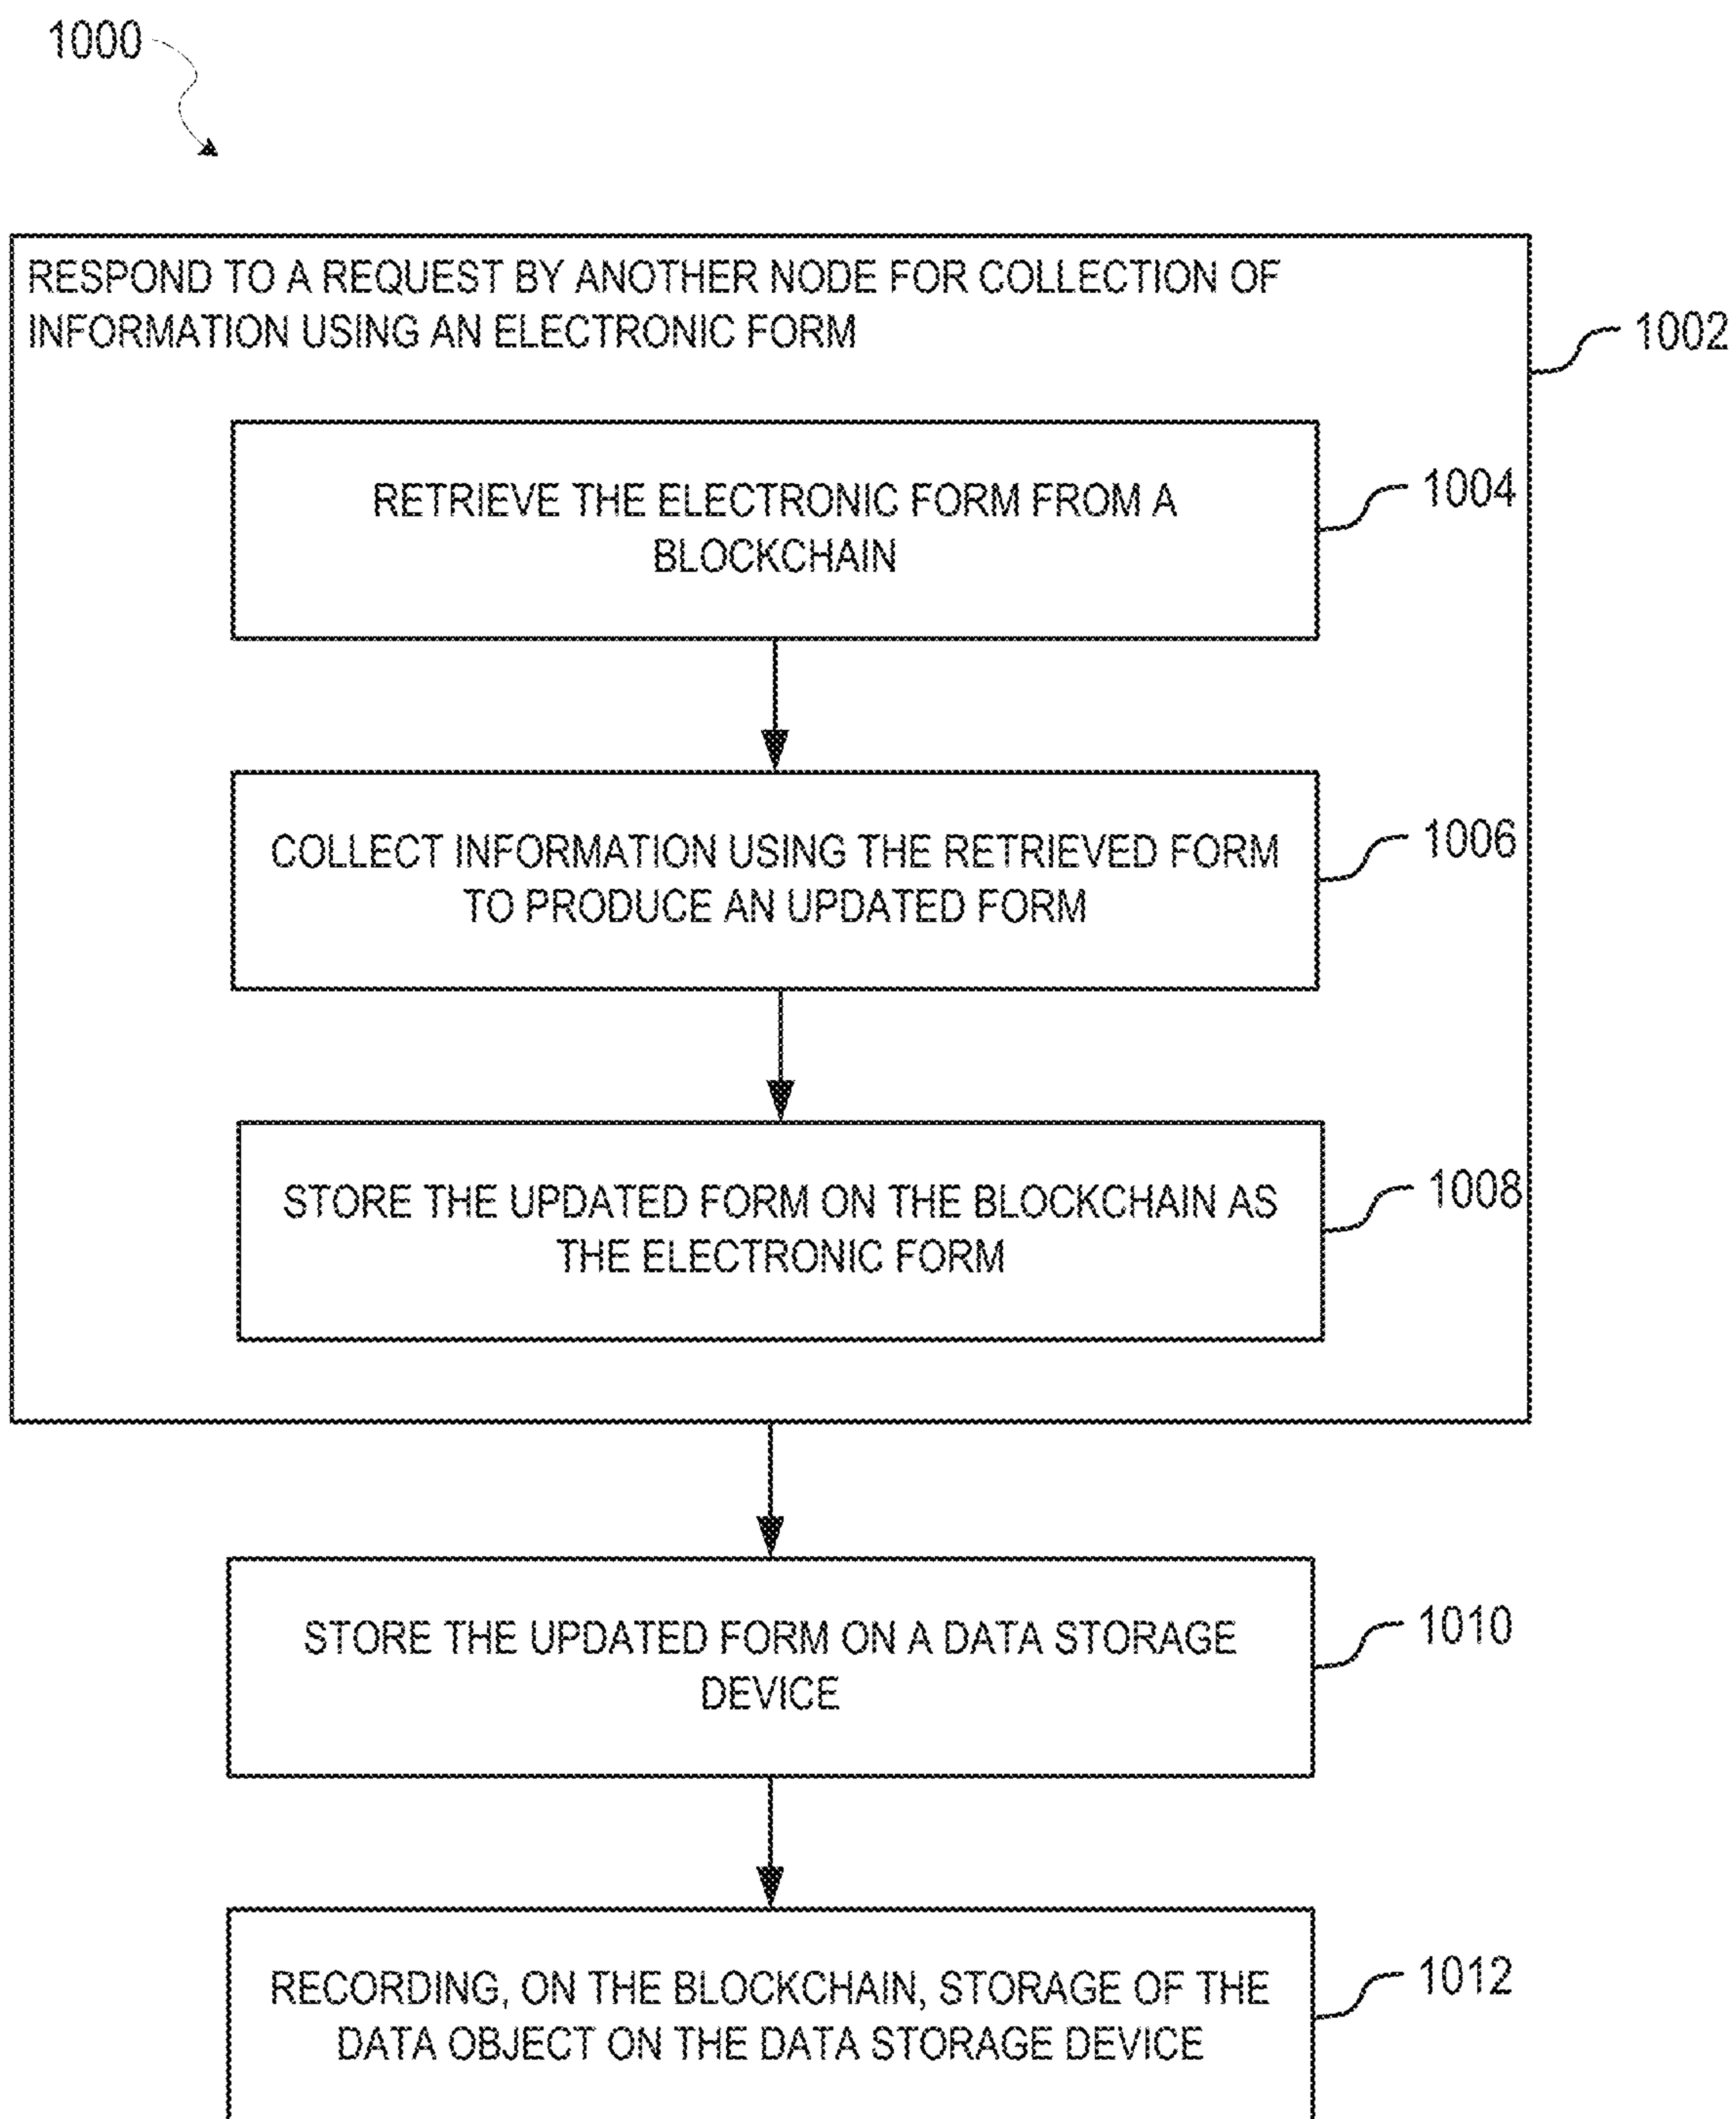 1000
RESPOND TO A REQUEST BY ANOTHER NODE FOR COLLECTION OF
INFORMATION USING AN ELECTRONIC FORM
1002
RETRIEVE THE ELECTRONIC FORM FROM A
BLOCKCHAIN
1004
COLLECT INFORMATION USING THE RETRIEVED FORM
TO PRODUCE AN UPDATED FORM
1006
STORE THE UPDATED FORM ON THE BLOCKCHAIN AS
THE ELECTRONIC FORM
1008
STORE THE UPDATED FORM ON A DATA STORAGE
DEVICE
1010
RECORDING, ON THE BLOCKCHAIN, STORAGE OF THE
DATA OBJECT ON THE DATA STORAGE DEVICE
1012